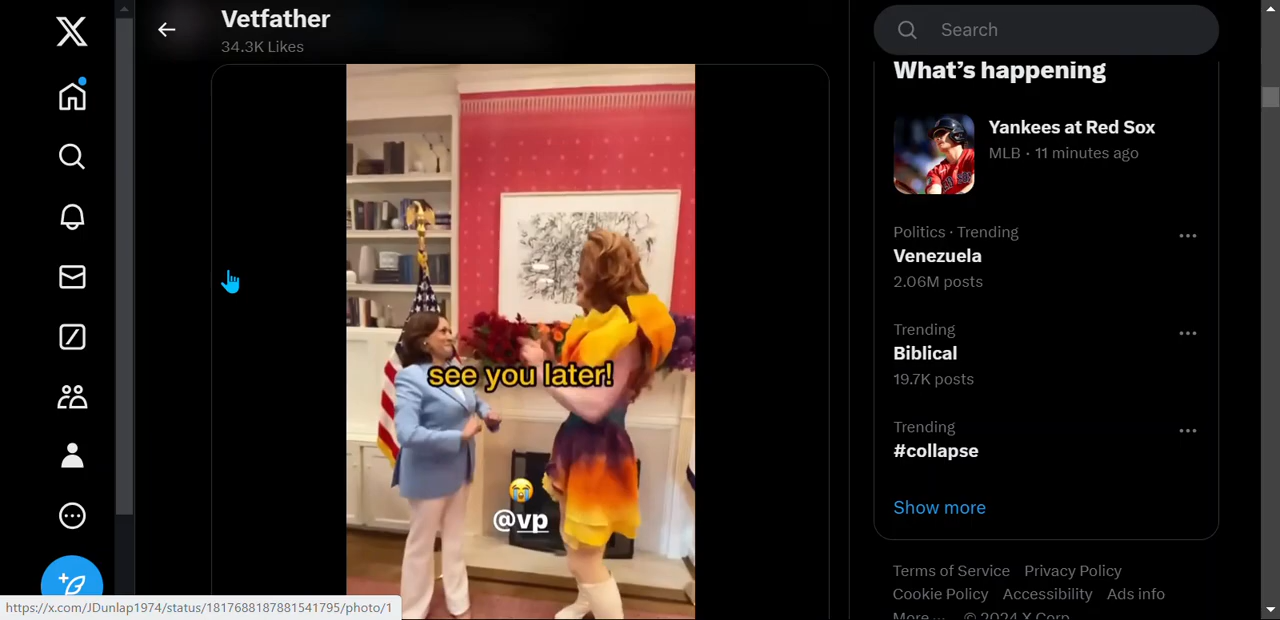 Vetfather
34.3K Likes
see you later!
@vp
Search
What's happening
Yankees at Red Sox
MLB · 11 minutes ago
Politics · Trending
Venezuela
2.06M posts
Trending
Biblical
19.7K posts
Trending
#collapse
Show more
Terms of Service Privacy Policy
Cookie Policy Accessibility Ads info
More ... © 2024 X Corp.
https://x.com/JDunlap1974/status/1817688187881541795/photo/1